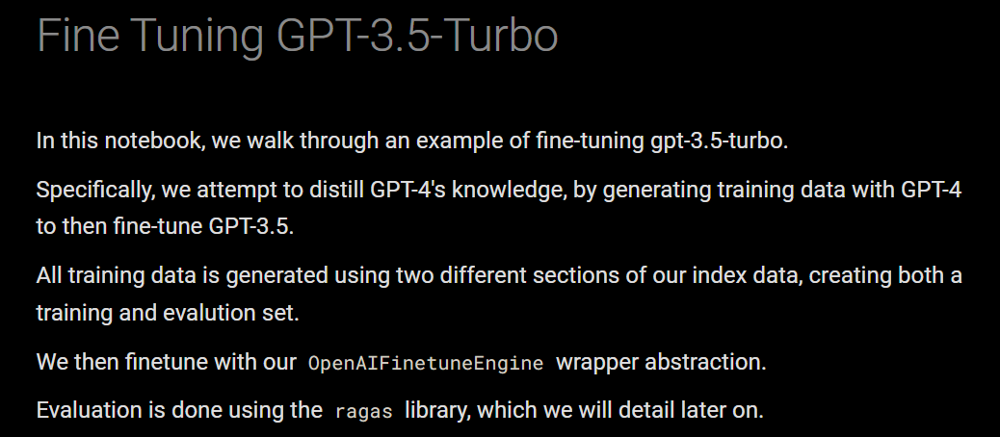 Fine Tuning GPT-3.5-Turbo
In this notebook, we walk through an example of fine-tuning gpt-3.5-turbo.
Specifically, we attempt to distill GPT-4's knowledge, by generating training data with GPT-4
to then fine-tune GPT-3.5.
All training data is generated using two different sections of our index data, creating both a
training and evalution set.
We then finetune with our OpenAIFinetuneEngine wrapper abstraction.
Evaluation is done using the ragas library, which we will detail later on.